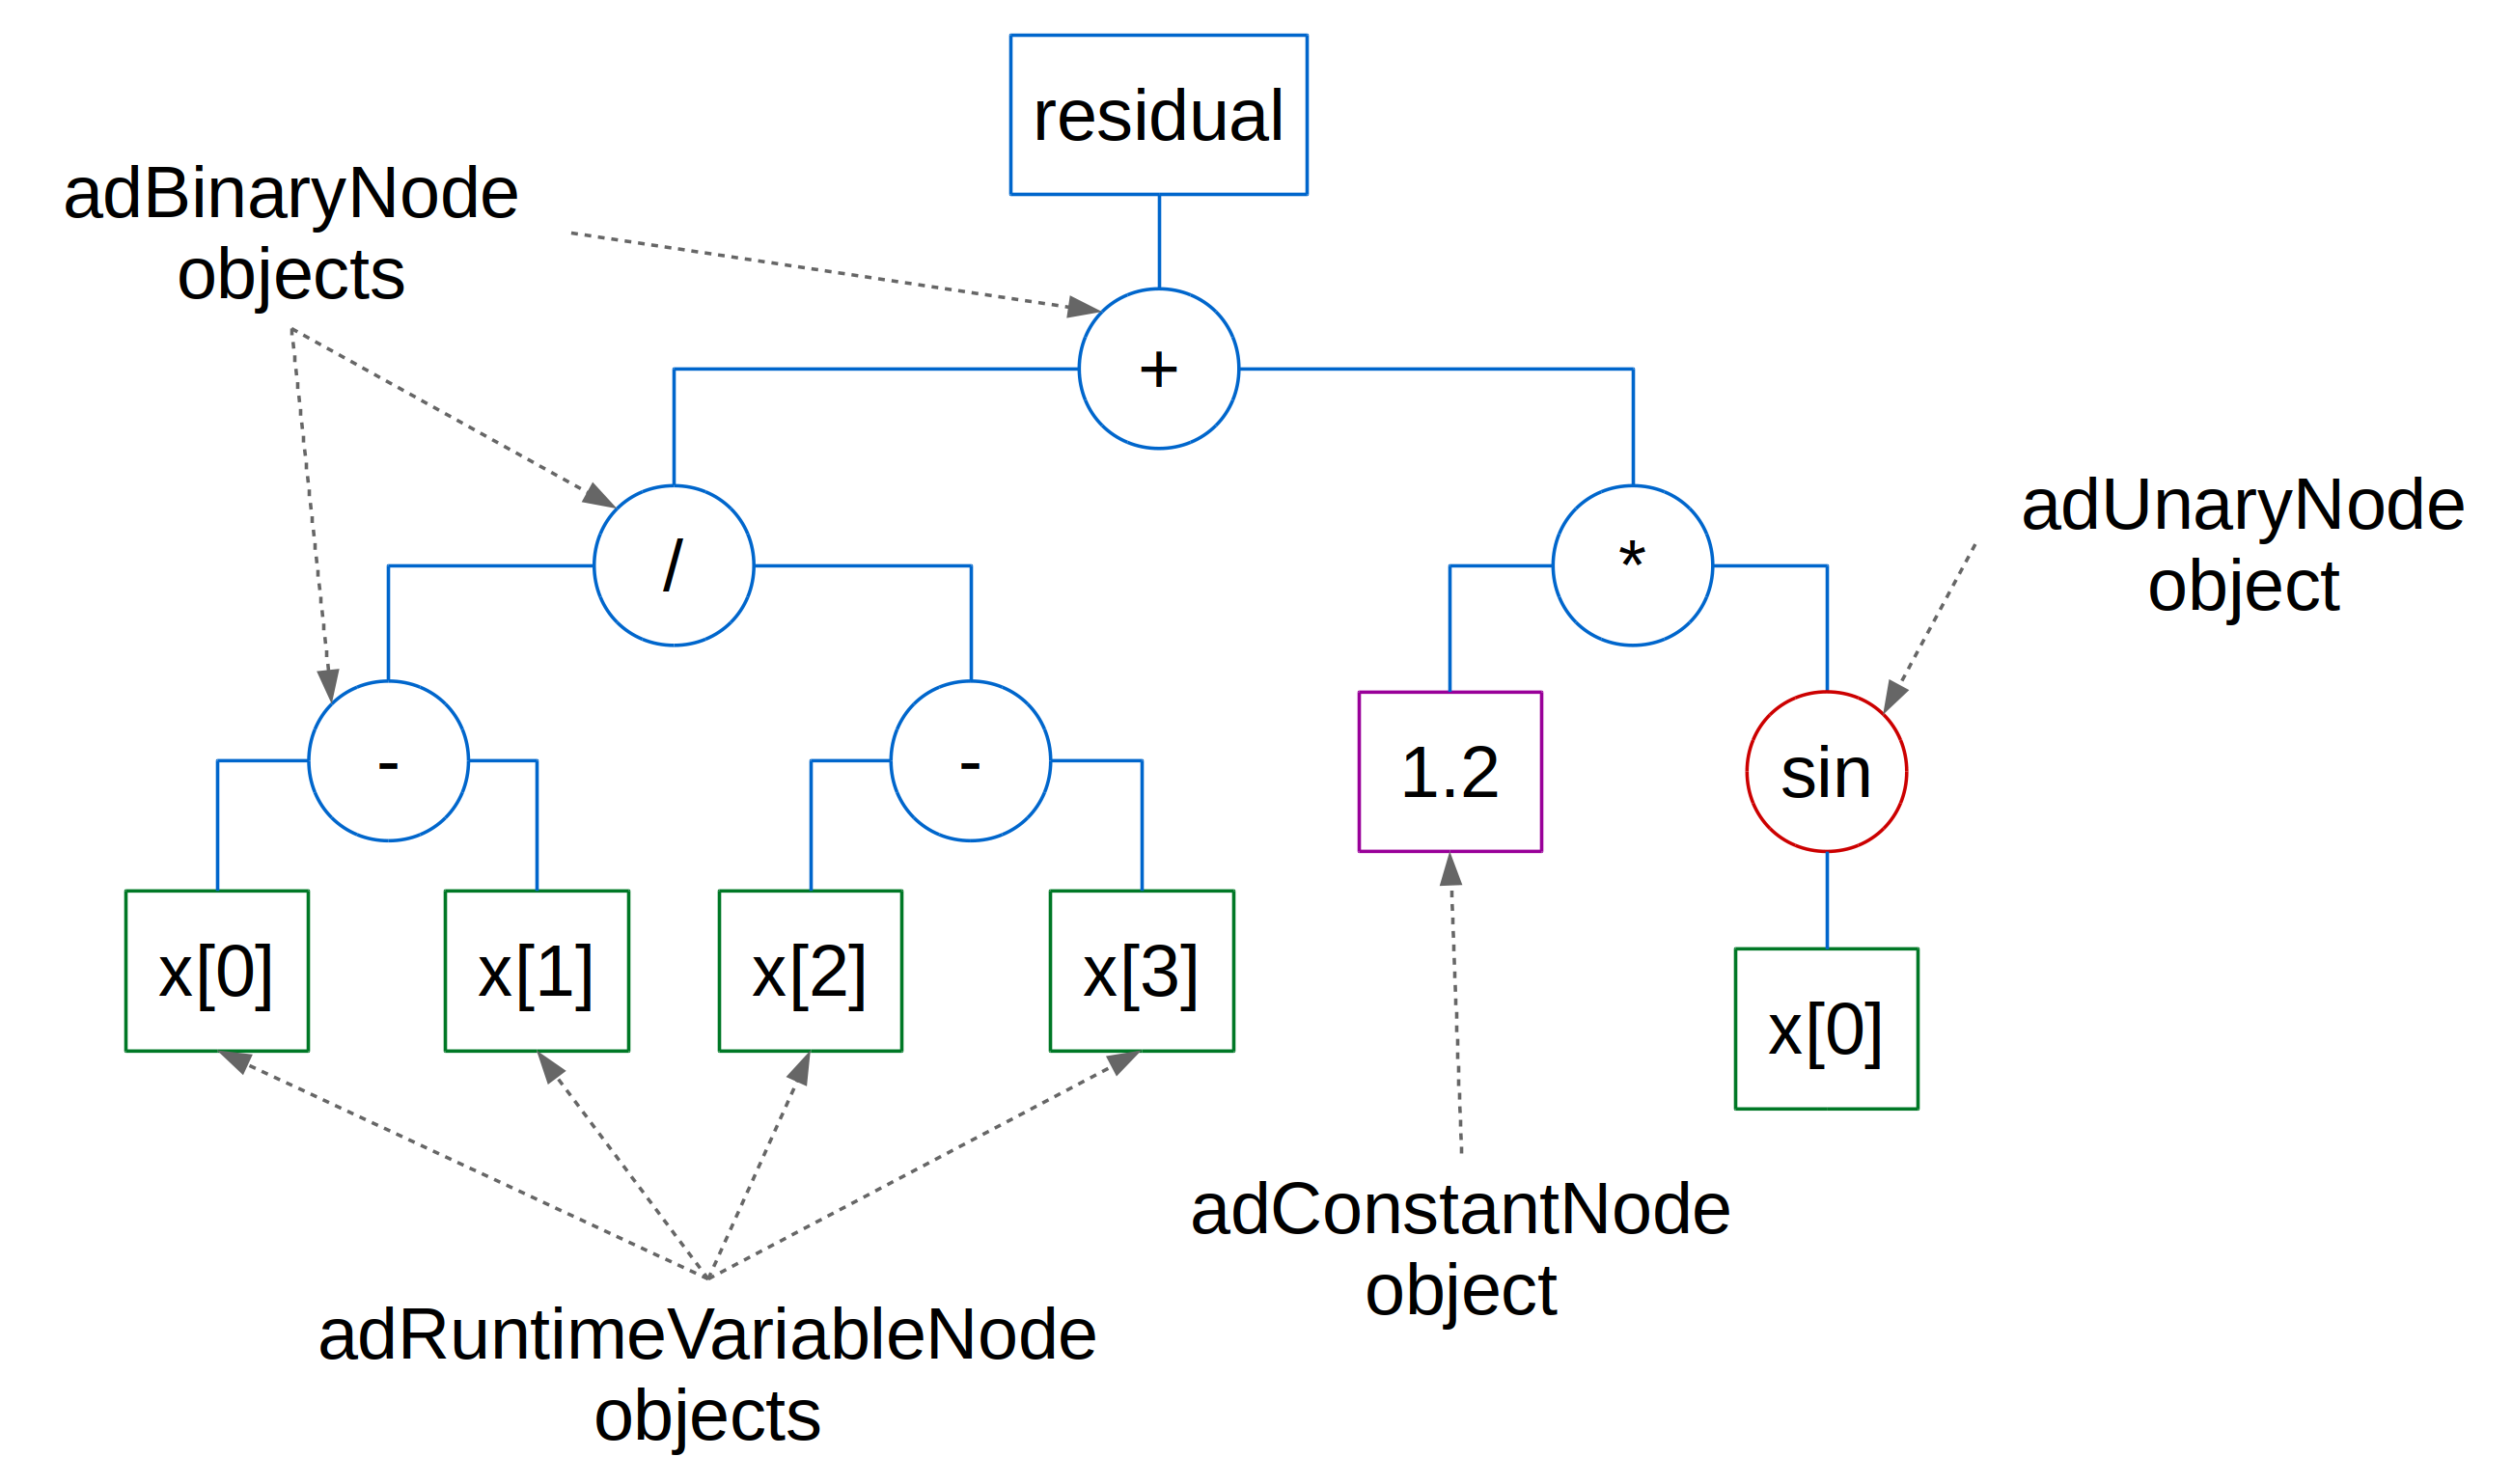 residual
adBinaryNode
objects
+
/
*
adUnaryNode
object
-
-
1.2
sin
x[0]
x[1]
x[2]
x[3]
x[0]
adConstantNode
object
adRuntimeVariableNode
objects